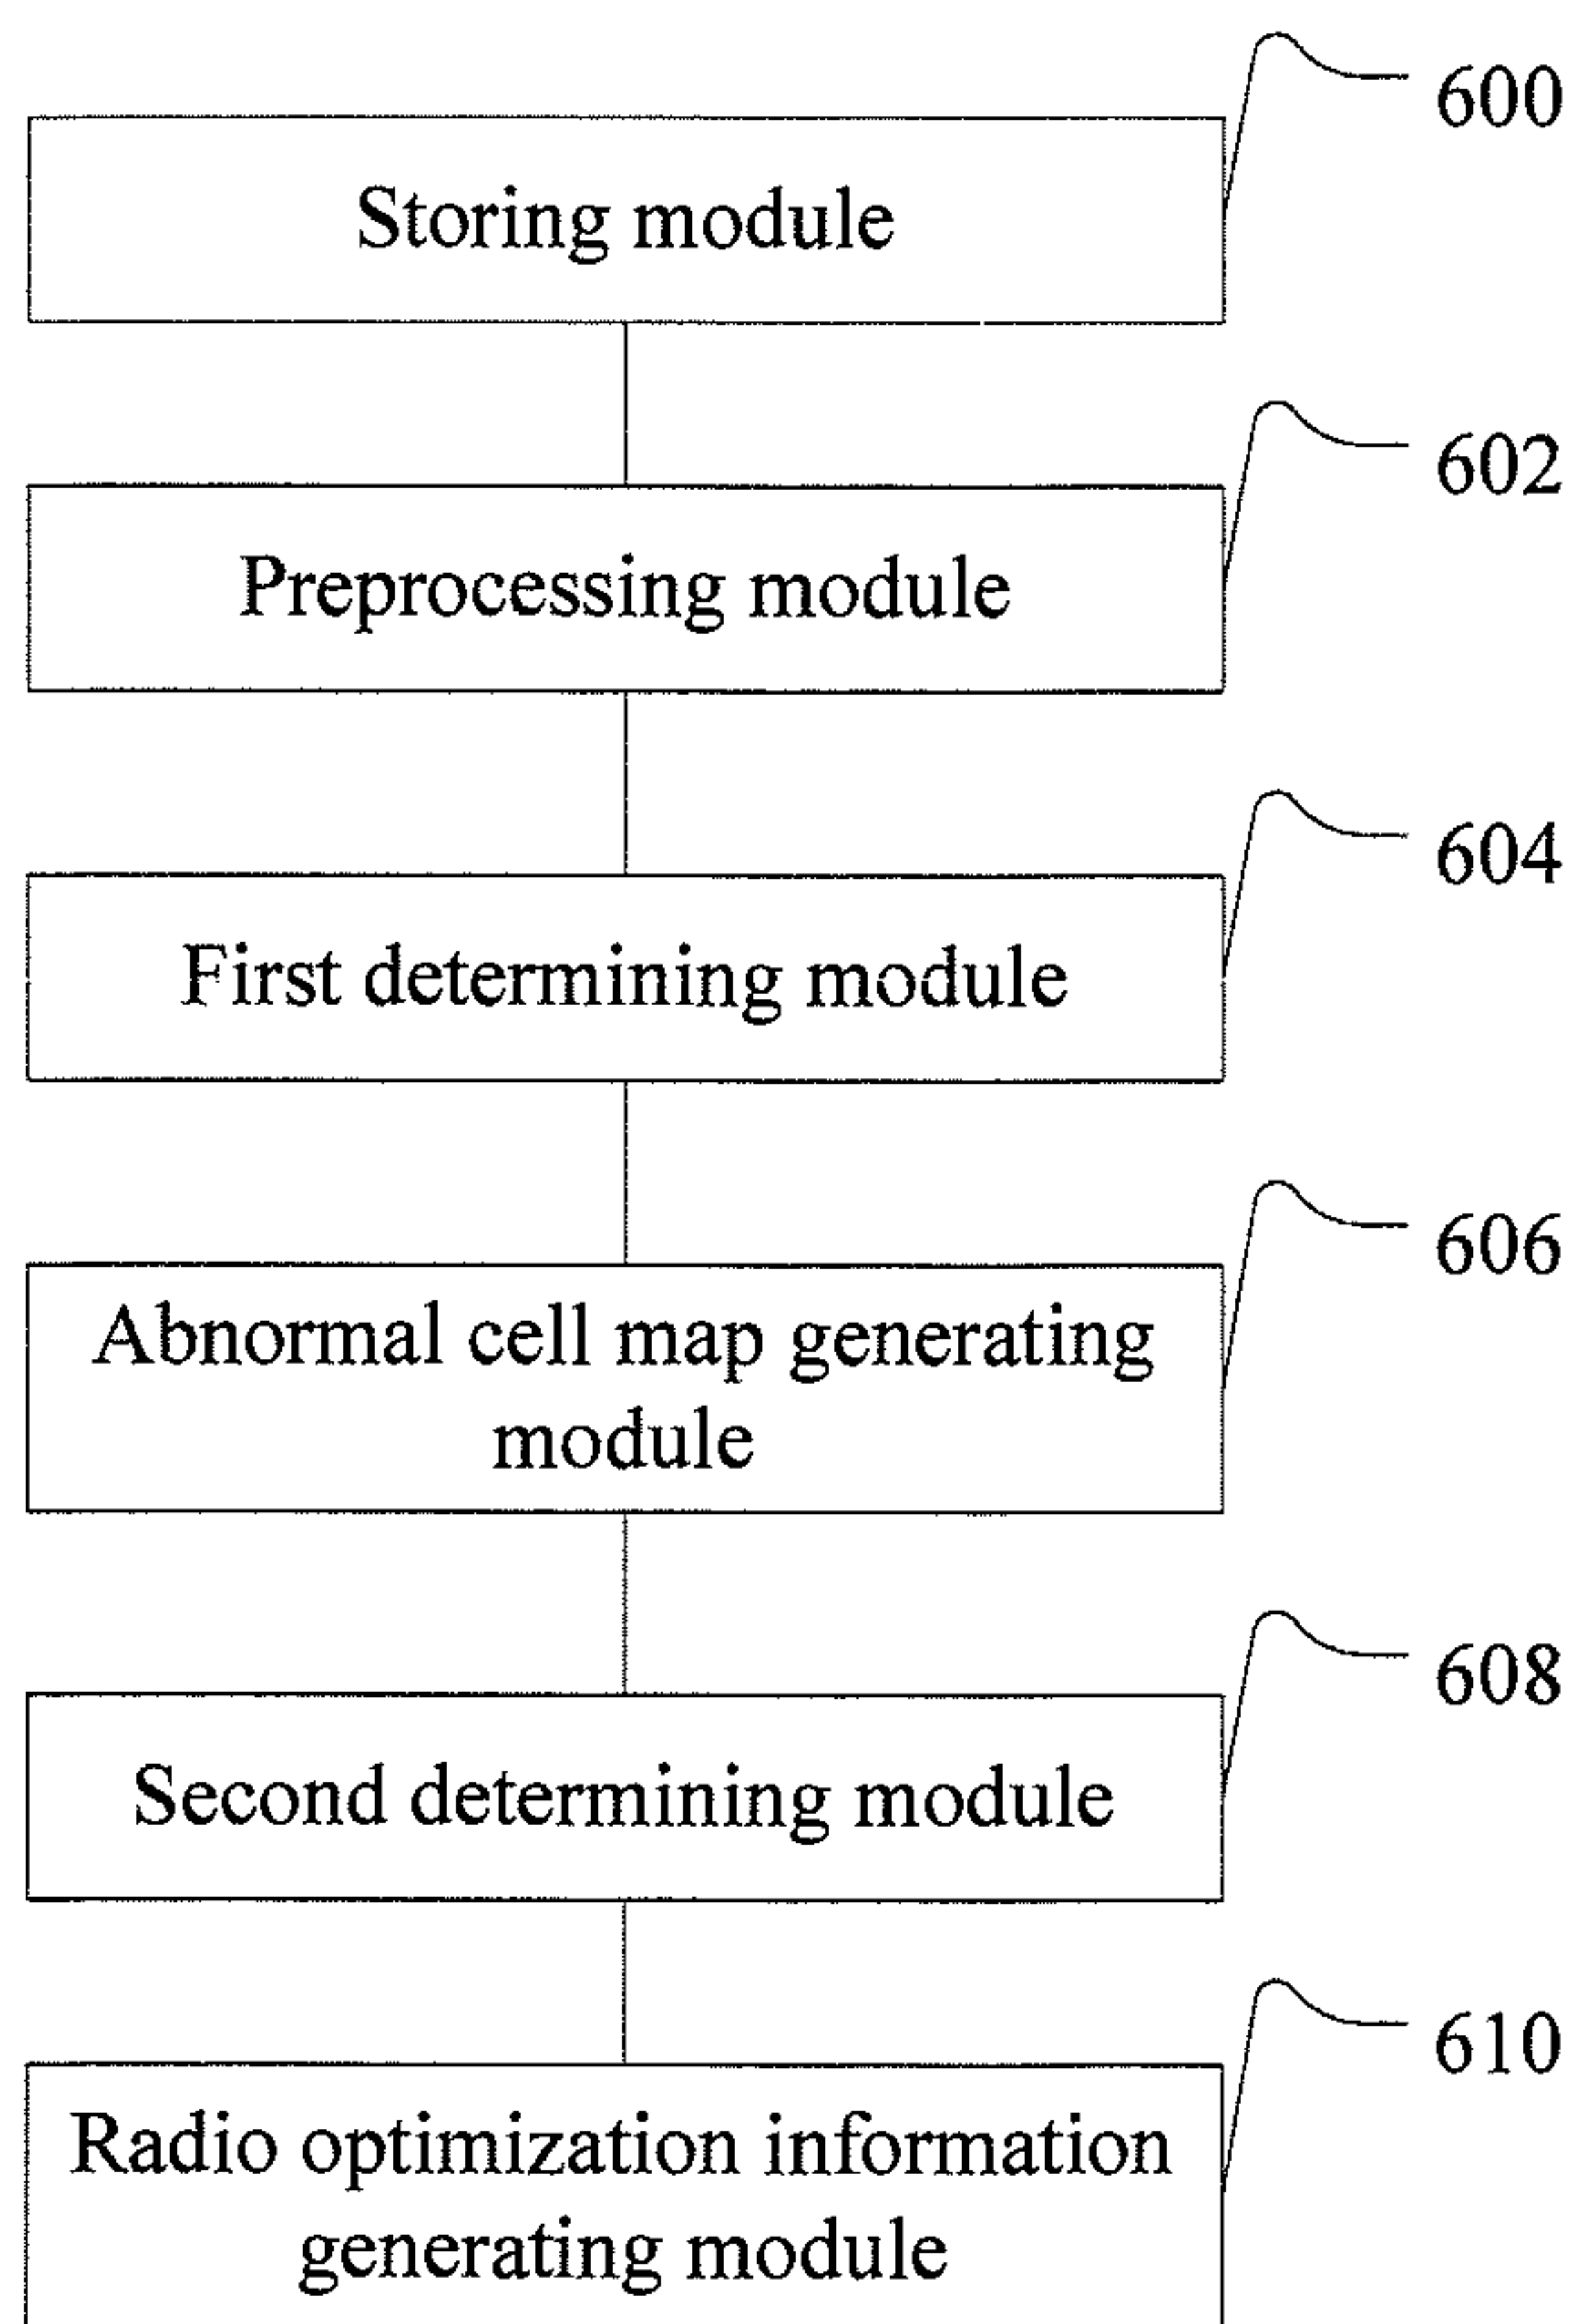 600
Storing module
602
Preprocessing module
604
First determining module
606
Abnormal cell map generating
module
608
Second determining module
610
Radio optimization information
generating module